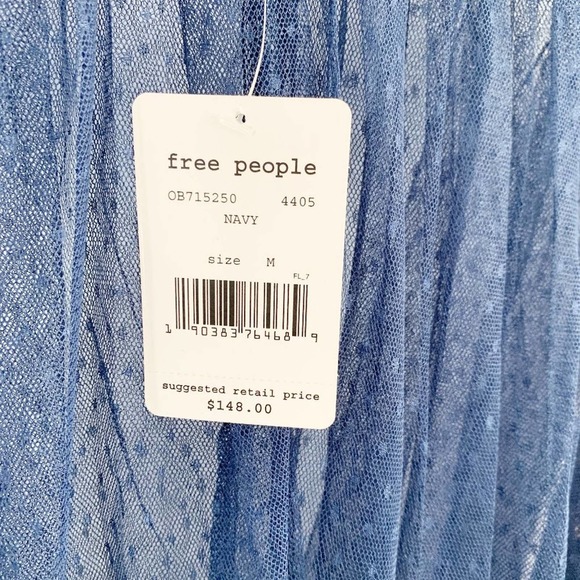 free people
OB715250 4405
NAVY
size M
FL_7
1 90383 76468 9
suggested retail price
$148.00